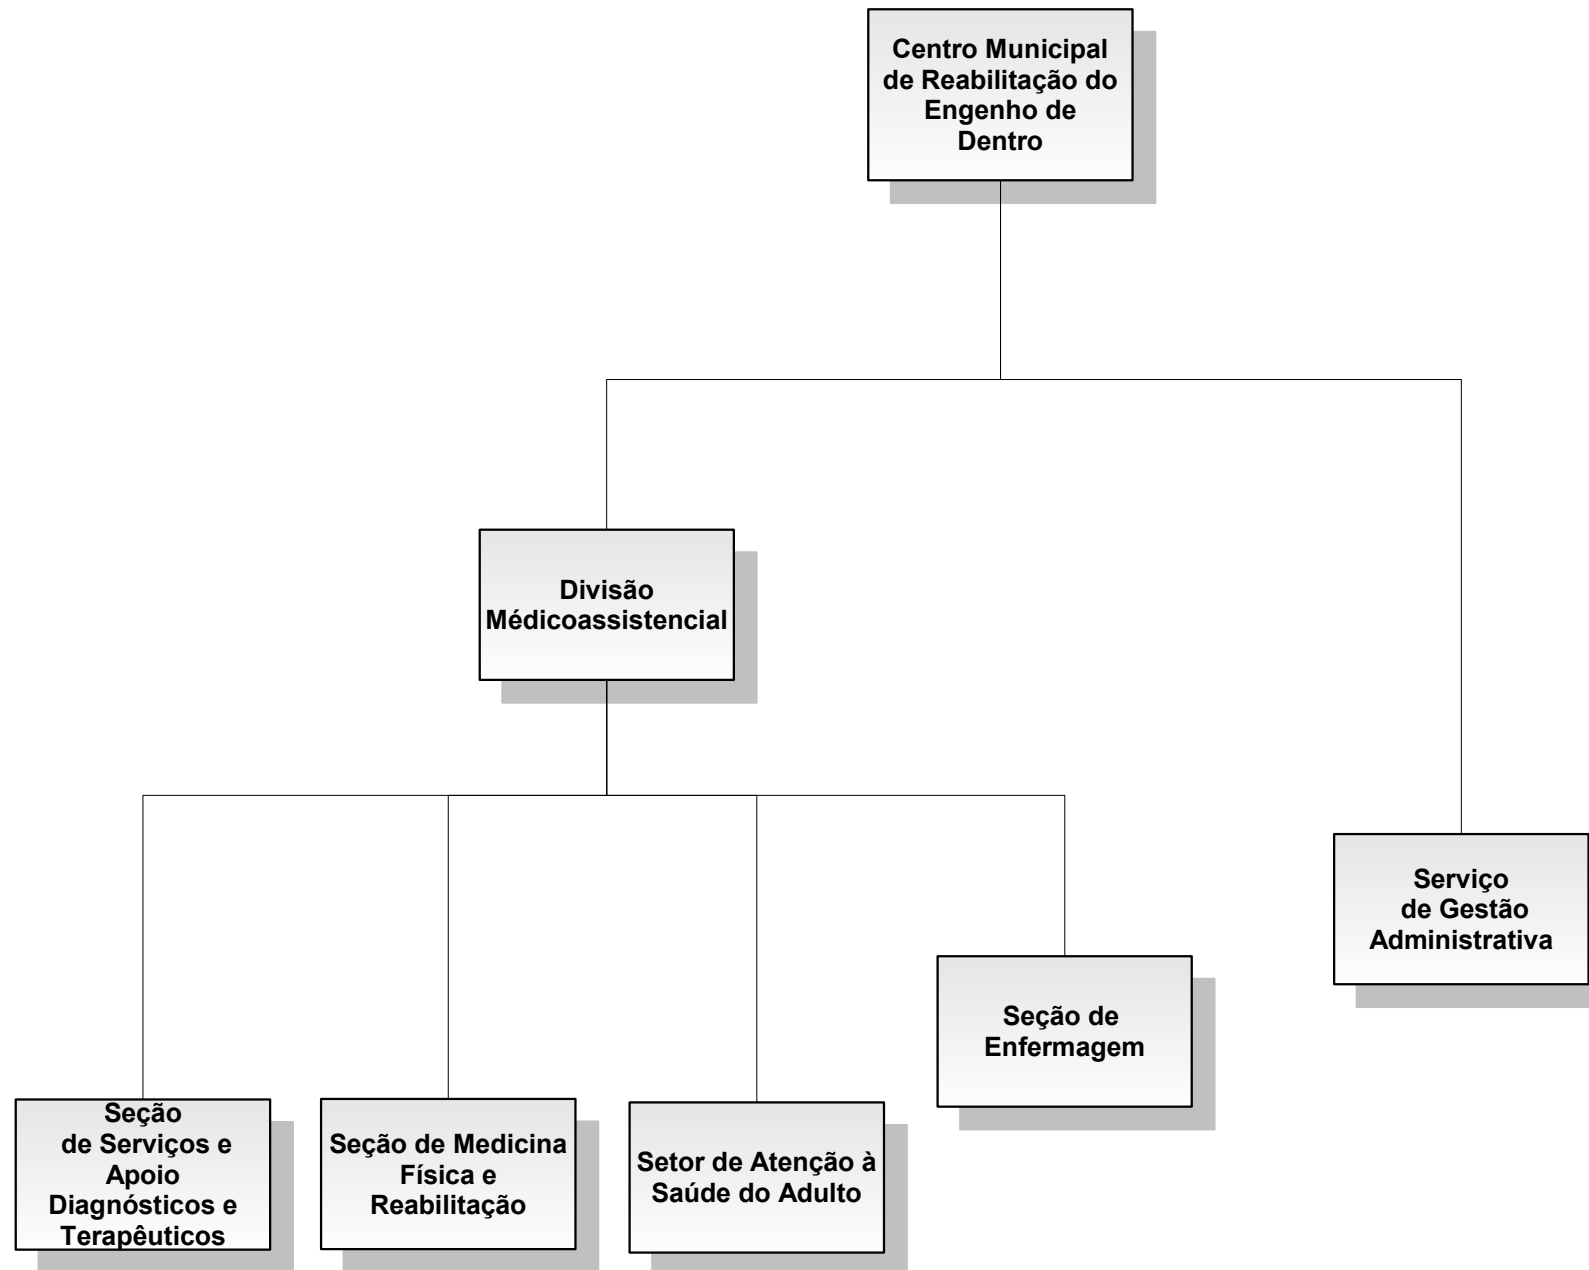 Centro Municipal
de Reabilitação do
Engenho de
Dentro
Divisão
Médicoassistencial
Serviço
de Gestão
Administrativa
Seção de
Enfermagem
Seção
de Serviços e
Apoio
Diagnósticos e
Terapêuticos
Seção de Medicina
Física e
Reabilitação
Setor de Atenção à
Saúde do Adulto